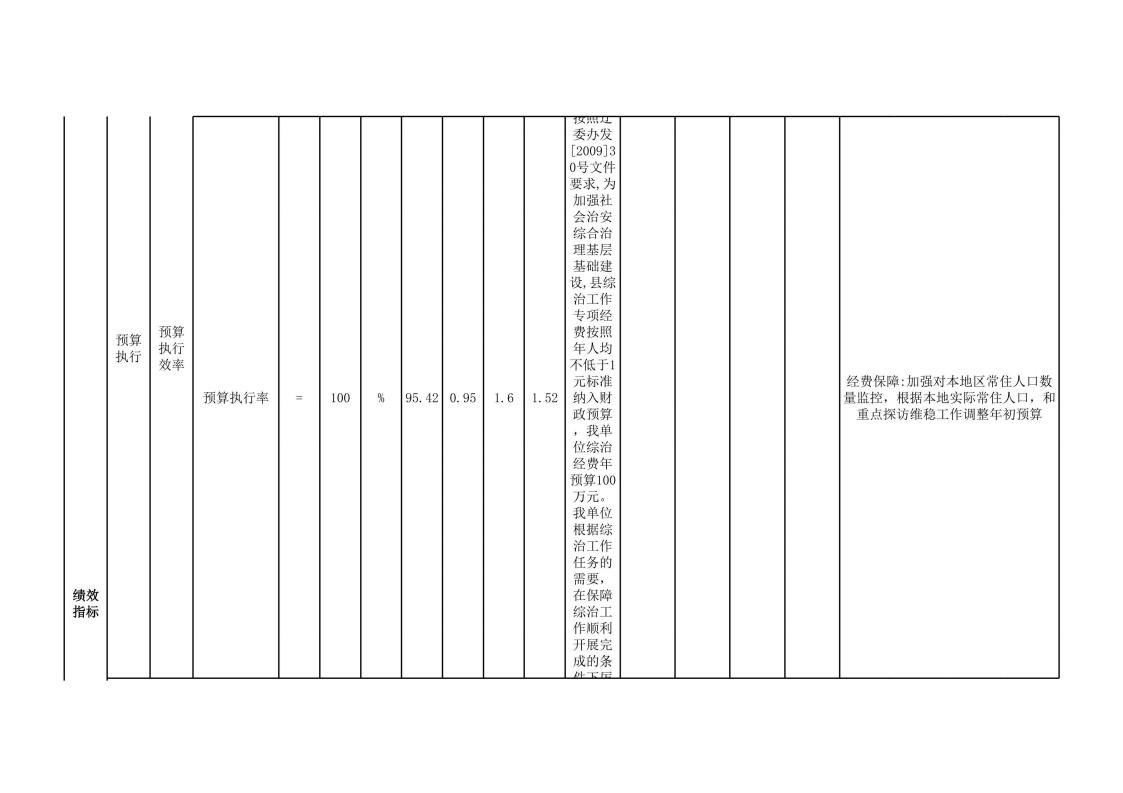 绩效
指标
预算
执行
预算
执行
效率
预算执行率
=
100
%
95.42
0.95
1.6
1.52
按照辽
委办发
[2009]3
0号文件
要求,为
加强社
会治安
综合治
理基层
基础建
设,县综
治工作
专项经
费按照
年人均
不低于1
元标准
纳入财
政预算
，我单
位综治
经费年
预算100
万元。
我单位
根据综
治工作
任务的
需要，
在保障
综治工
作顺利
开展完
成的条
件下厉
经费保障:加强对本地区常住人口数
量监控，根据本地实际常住人口，和
重点探访维稳工作调整年初预算